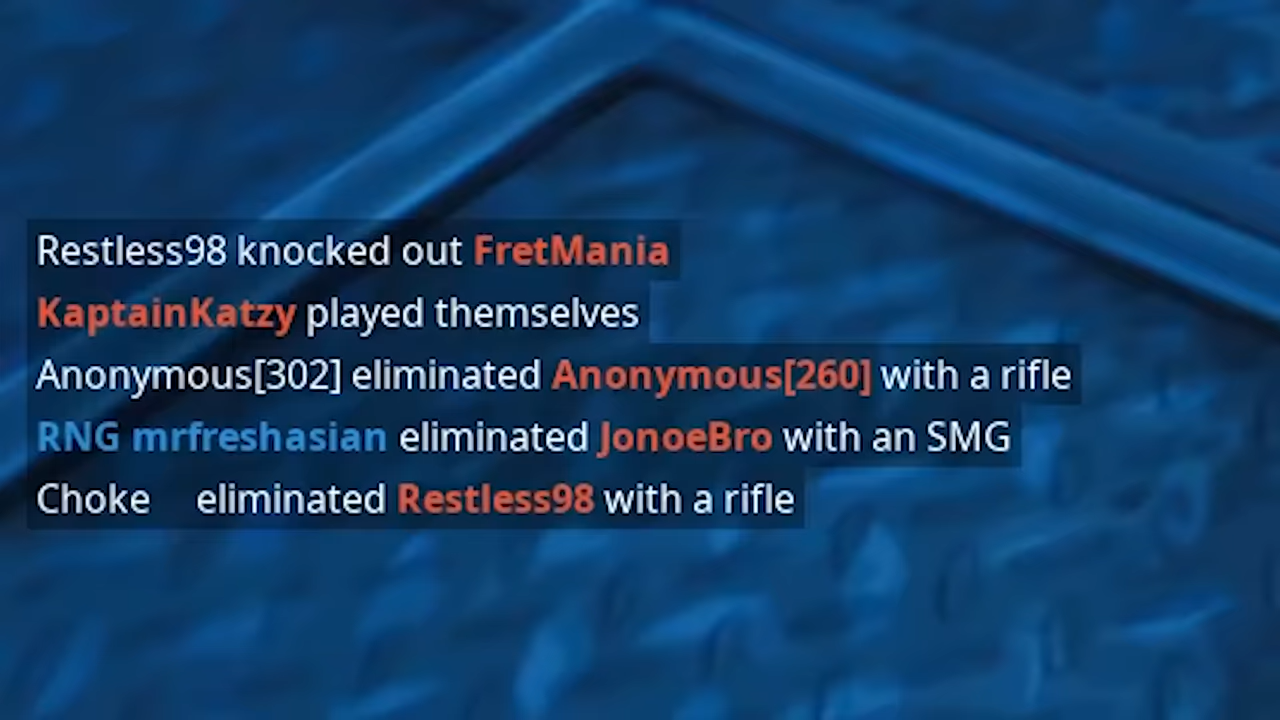 Restless98 knocked out FretMania
KaptainKatzy played themselves
Anonymous[302] eliminated Anonymous[260] with a rifle
RNG mrfreshasian eliminated JonoeBro with an SMG
Choke eliminated Restless98 with a rifle